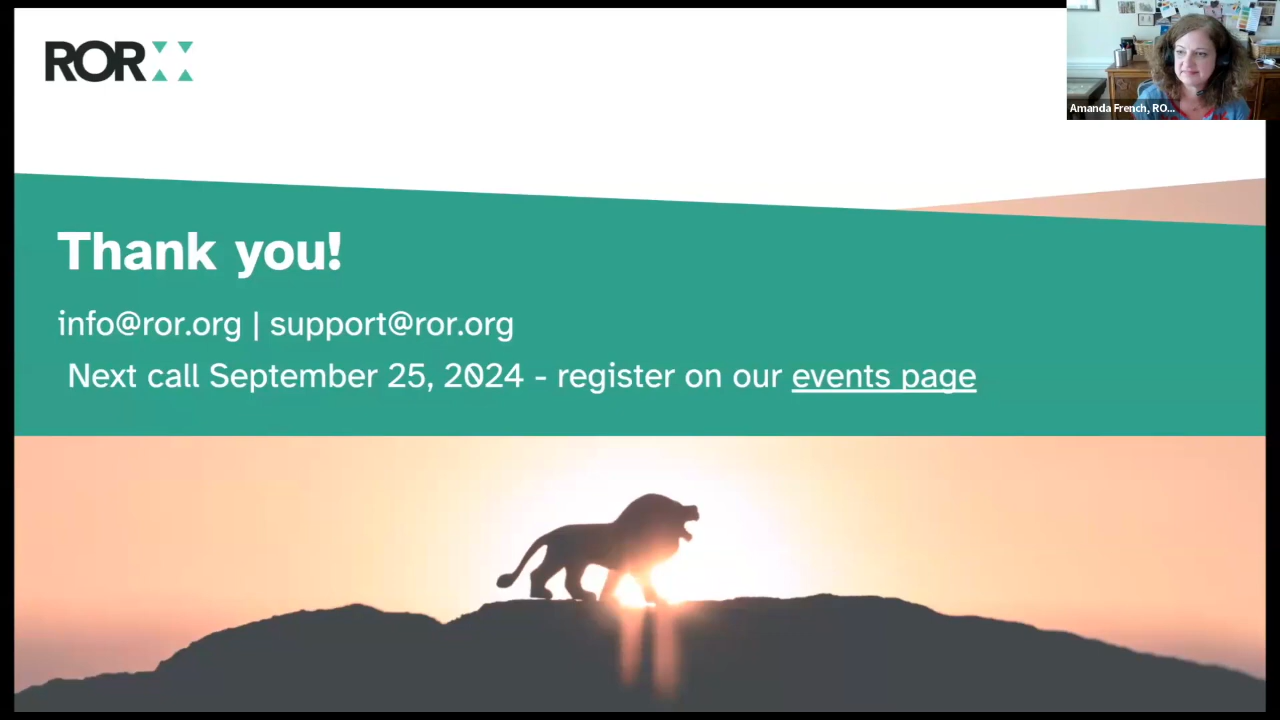 ROR
Amanda French, RO...
Thank you!
info@ror.org | support@ror.org
Next call September 25, 2024 - register on our events page